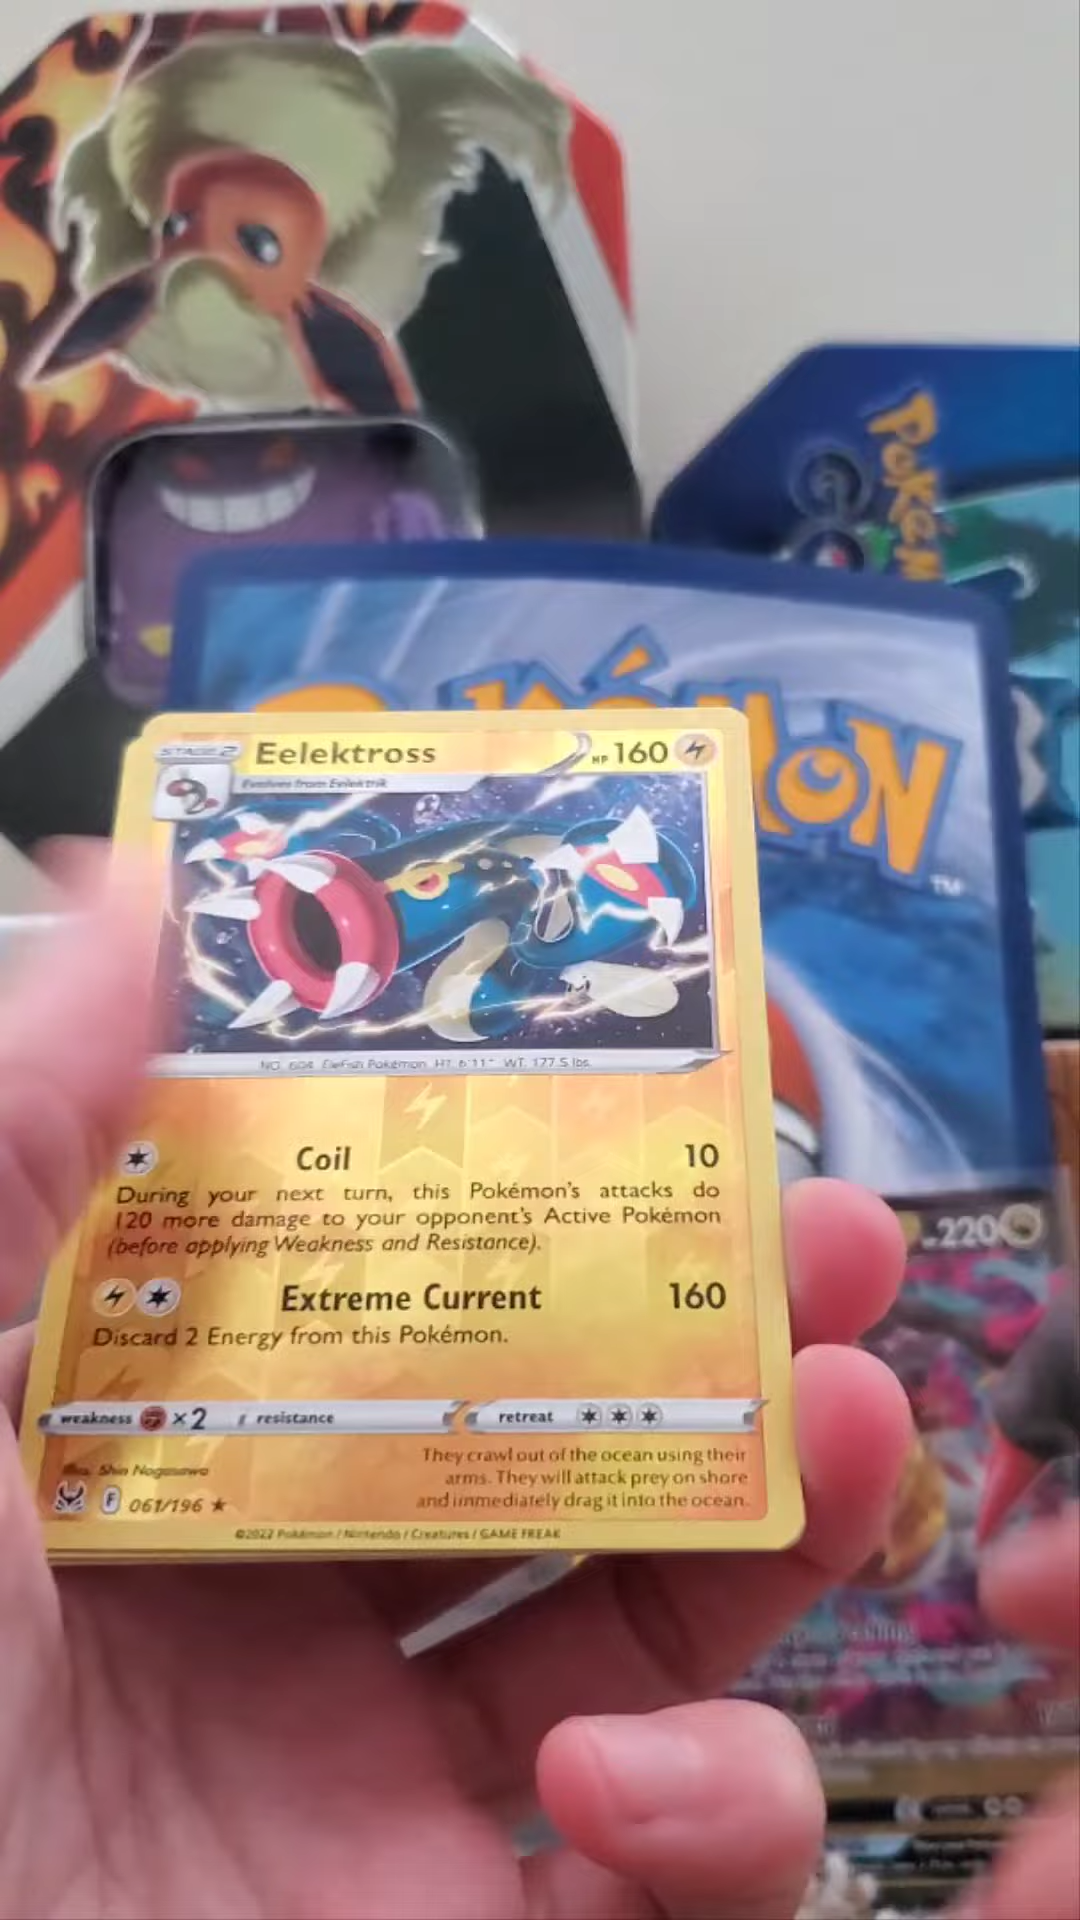 Pokém
POKÉMON
TM
STAGE 2
Eelektross
HP 160
Evolves from Eelektrik
NO. 604 EleFish Pokémon HT: 6'11" WT: 177.5 lbs.
Coil 10
During your next turn, this Pokémon's attacks do
120 more damage to your opponent's Active Pokémon
(before applying Weakness and Resistance).
Extreme Current 160
Discard 2 Energy from this Pokémon.
weakness ×2 resistance retreat
Illus. Shin Nagasawa
F 061/196 ★
They crawl out of the ocean using their
arms. They will attack prey on shore
and immediately drag it into the ocean.
©2022 Pokémon / Nintendo / Creatures / GAME FREAK
220